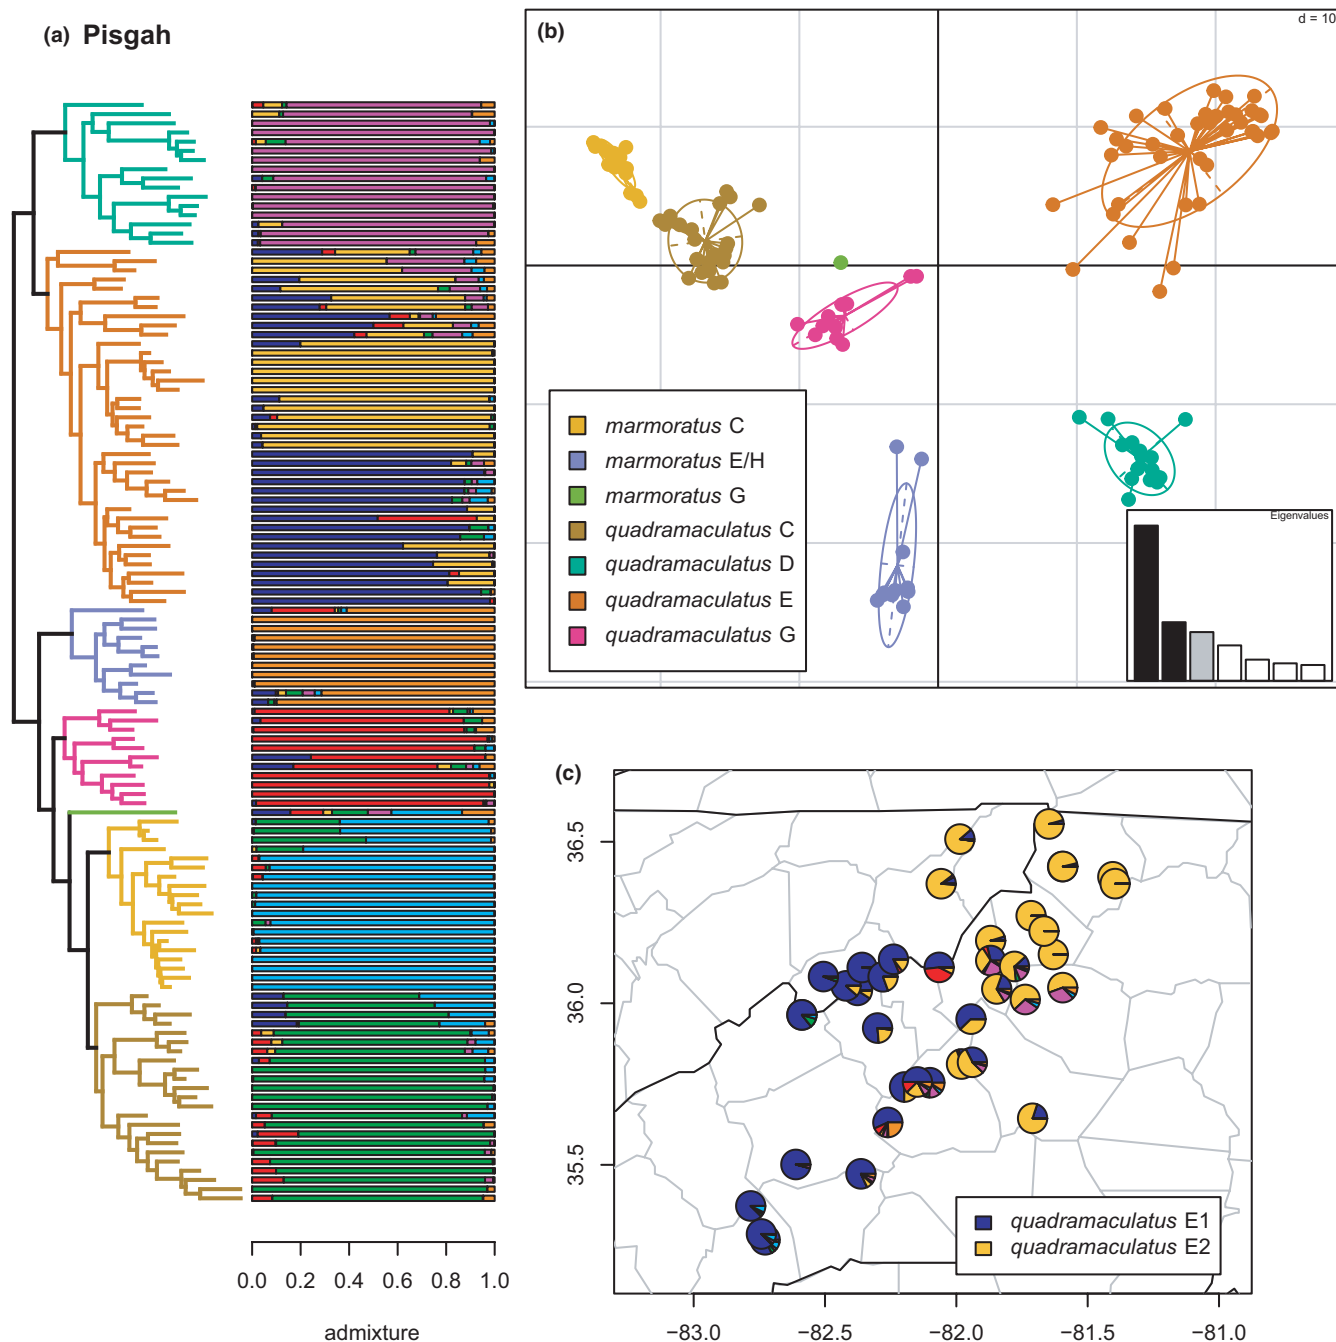 (a) Pisgah
0.0 0.2 0.4 0.6 0.8 1.0
admixture
(b)
d = 10
marmoratus C
marmoratus E/H
marmoratus G
quadramaculatus C
quadramaculatus D
quadramaculatus E
quadramaculatus G
Eigenvalues
(c)
36.5
36.0
35.5
quadramaculatus E1
quadramaculatus E2
−83.0 −82.5 −82.0 −81.5 −81.0